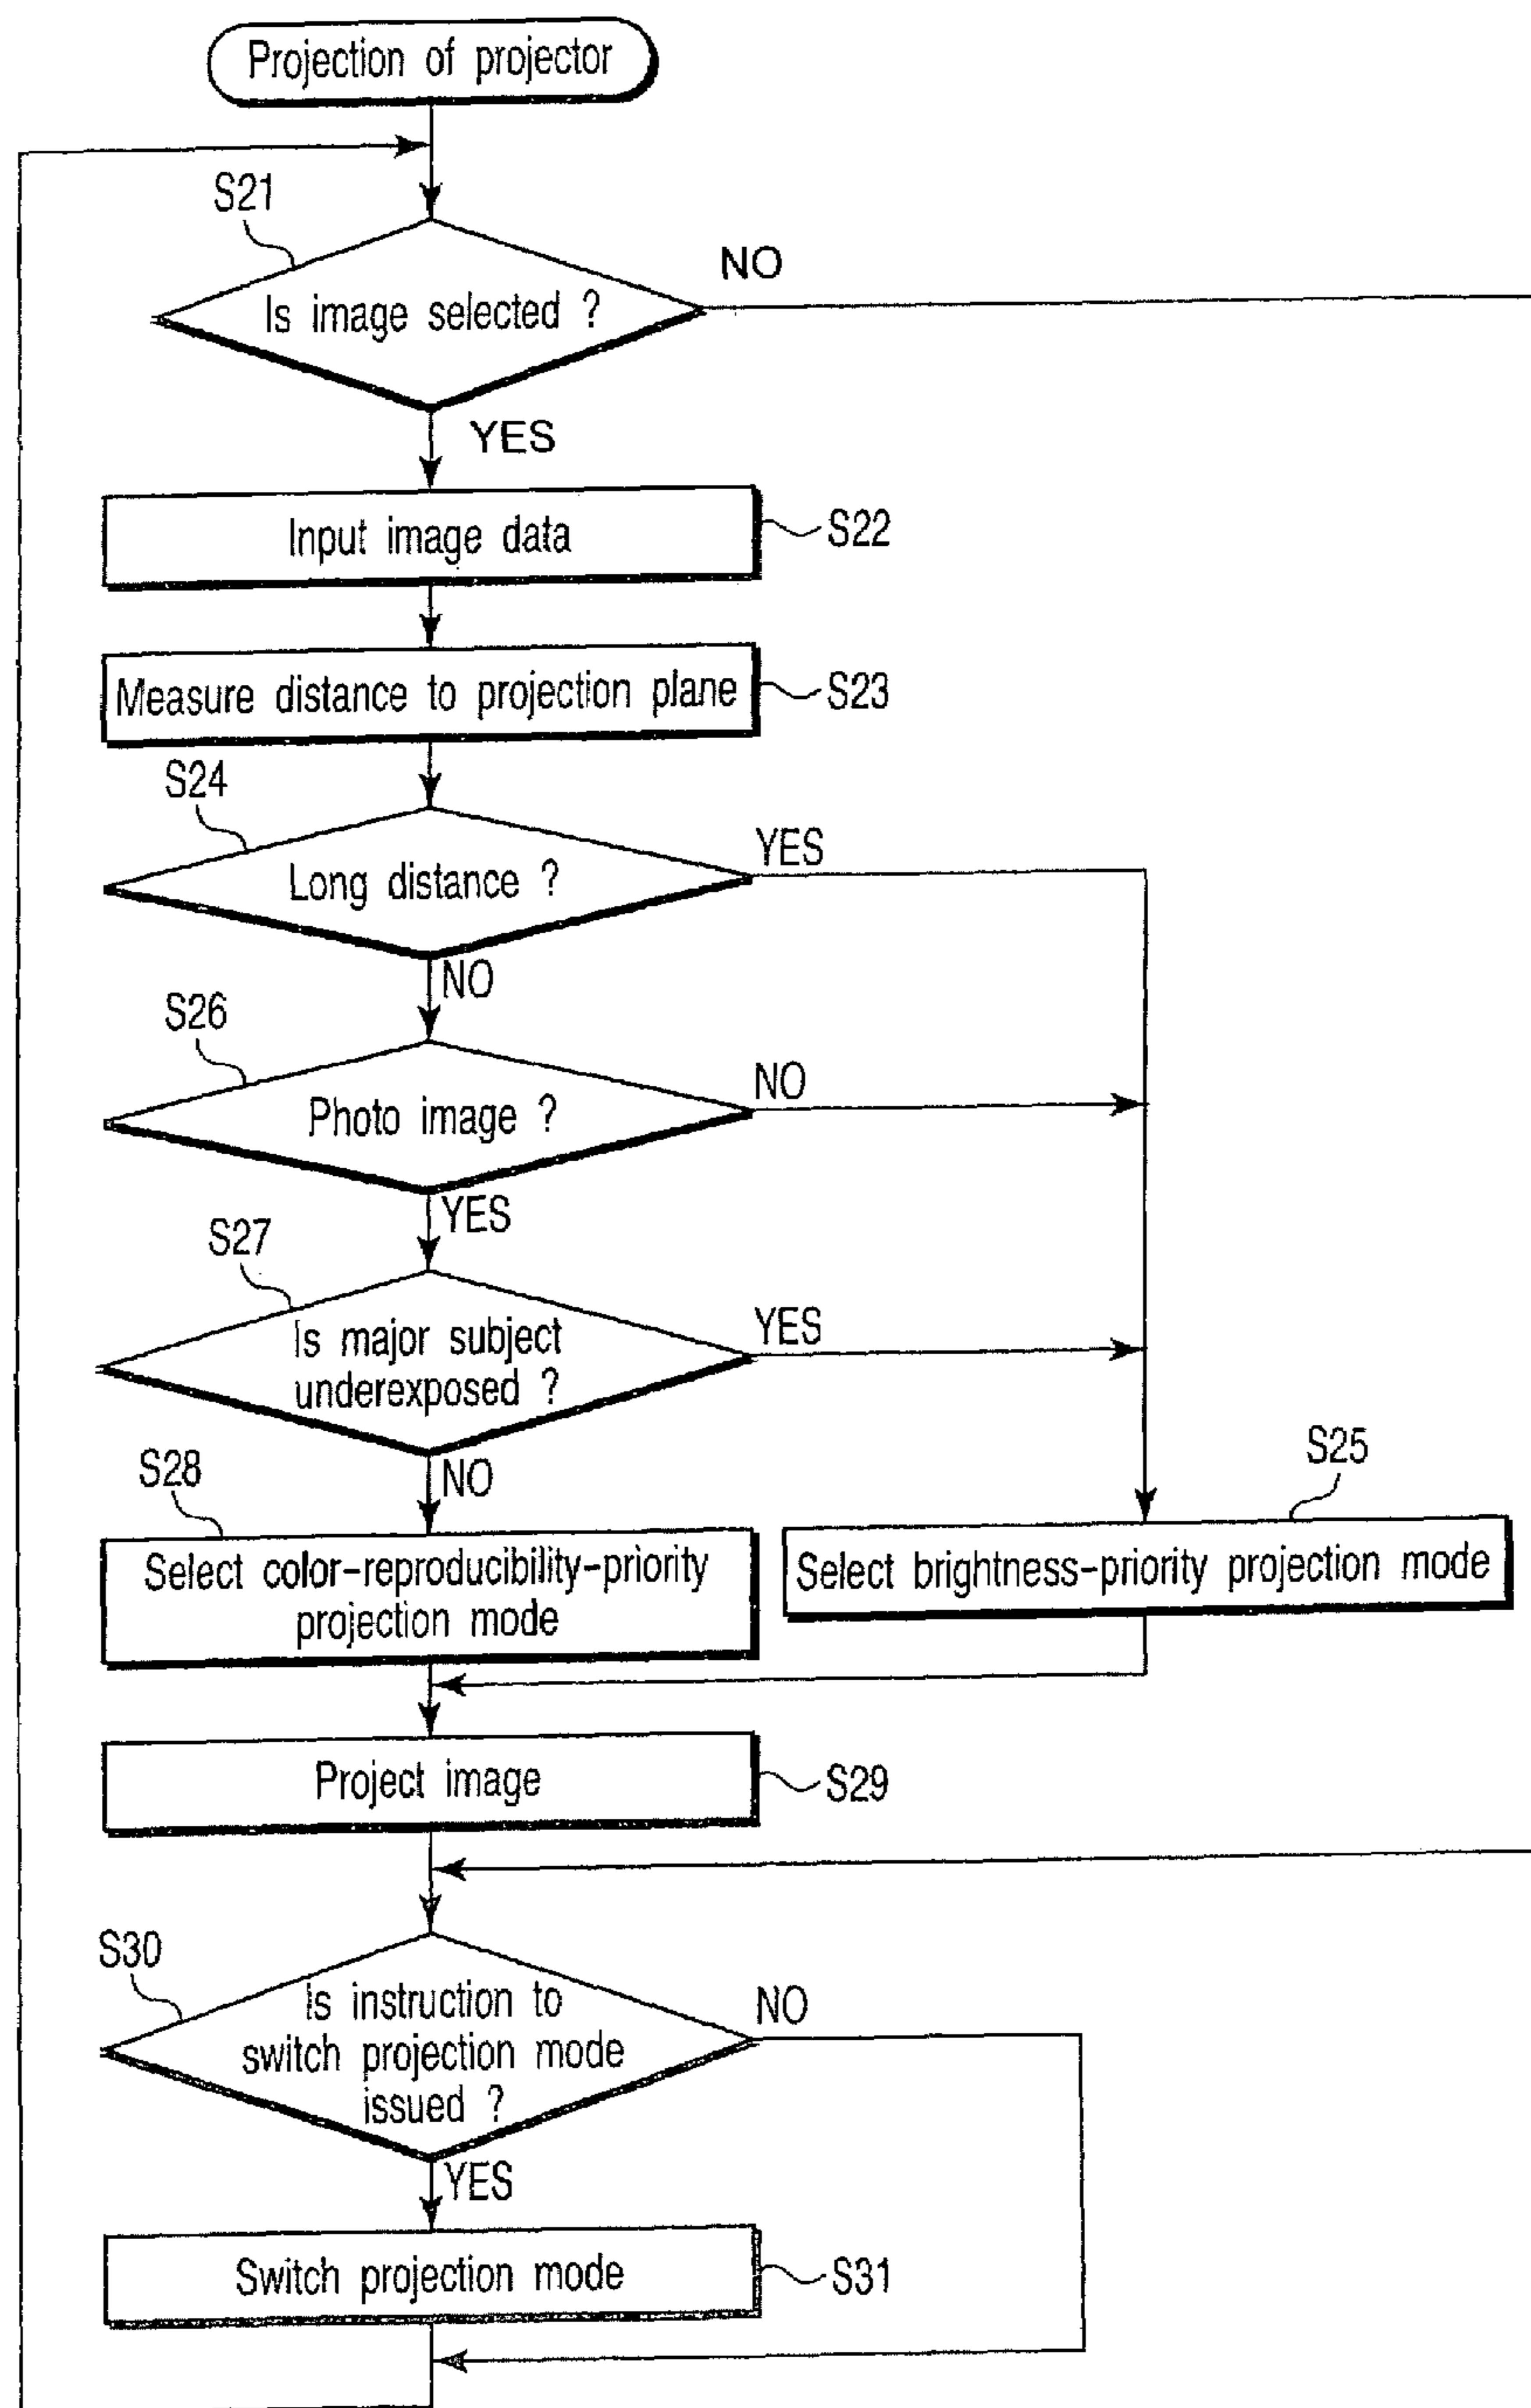 Projection of projector
S21
NO
Is image selected ?
YES
Input image data
S22
Measure distance to projection plane
S23
S24
YES
Long distance ?
NO
S26
NO
Photo image ?
YES
S27
YES
Is major subject
underexposed ?
S25
S28
NO
Select color-reproducibility-priority
projection mode
Select brightness-priority projection mode
Project image
S29
S30
NO
Is instruction to
switch projection mode
issued ?
YES
Switch projection mode
S31